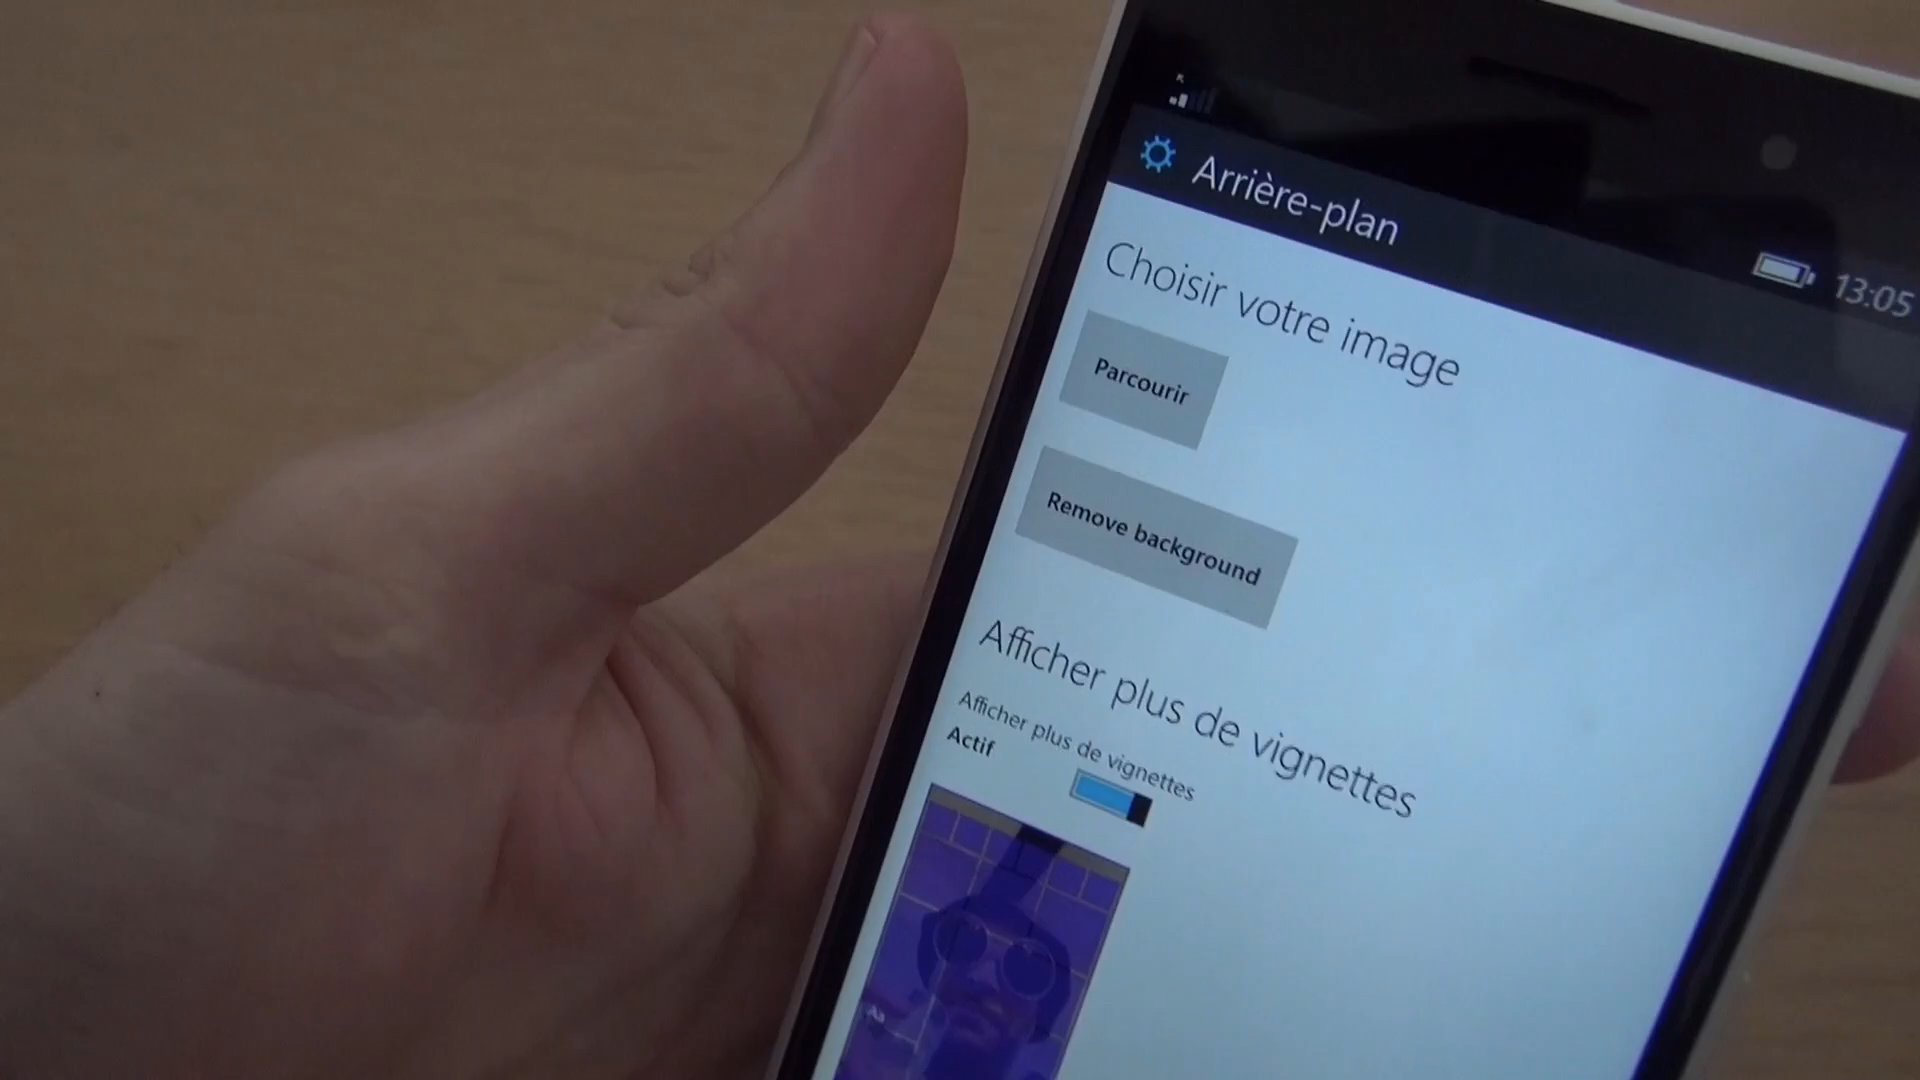 Arrière-plan
13:05
Choisir votre image
Parcourir
Remove background
Afficher plus de vignettes
Afficher plus de vignettes
Actif
Aa